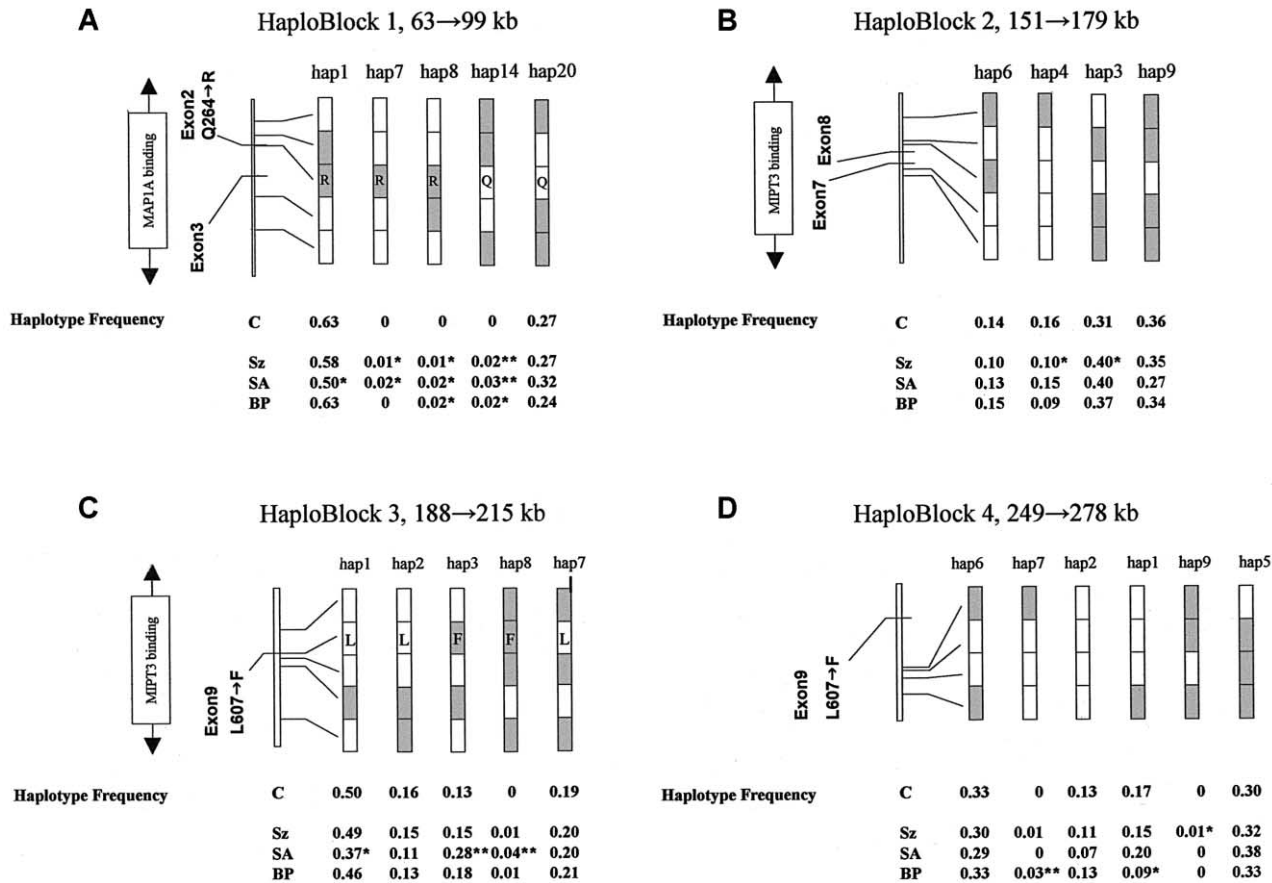 A
HaploBlock 1, 63→99 kb
hap1 hap7 hap8 hap14 hap20
MAP1A binding
Exon2
Q264→R
Exon3
R R R Q Q
Haplotype Frequency
C 0.63 0 0 0 0.27
Sz 0.58 0.01* 0.01* 0.02** 0.27
SA 0.50* 0.02* 0.02* 0.03** 0.32
BP 0.63 0 0.02* 0.02* 0.24
B
HaploBlock 2, 151→179 kb
hap6 hap4 hap3 hap9
MIPT3 binding
Exon8
Exon7
Haplotype Frequency
C 0.14 0.16 0.31 0.36
Sz 0.10 0.10* 0.40* 0.35
SA 0.13 0.15 0.40 0.27
BP 0.15 0.09 0.37 0.34
C
HaploBlock 3, 188→215 kb
hap1 hap2 hap3 hap8 hap7
MIPT3 binding
Exon9
L607→F
L L F F L
Haplotype Frequency
C 0.50 0.16 0.13 0 0.19
Sz 0.49 0.15 0.15 0.01 0.20
SA 0.37* 0.11 0.28** 0.04** 0.20
BP 0.46 0.13 0.18 0.01 0.21
D
HaploBlock 4, 249→278 kb
hap6 hap7 hap2 hap1 hap9 hap5
Exon9
L607→F
Haplotype Frequency
C 0.33 0 0.13 0.17 0 0.30
Sz 0.30 0.01 0.11 0.15 0.01* 0.32
SA 0.29 0 0.07 0.20 0 0.38
BP 0.33 0.03** 0.13 0.09* 0 0.33